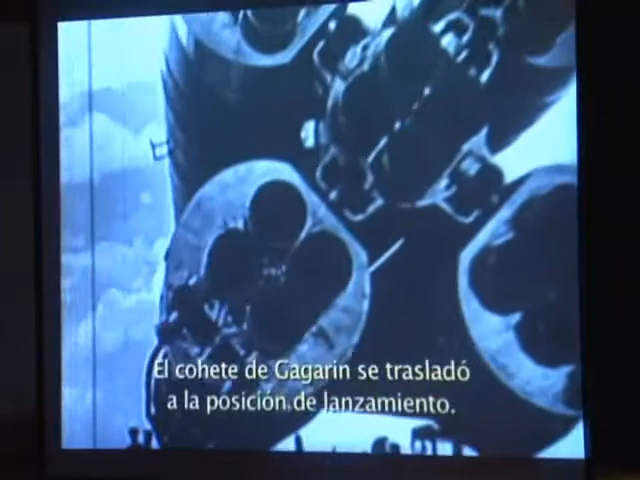 El cohete de Gagarin se trasladó
a la posición de lanzamiento.